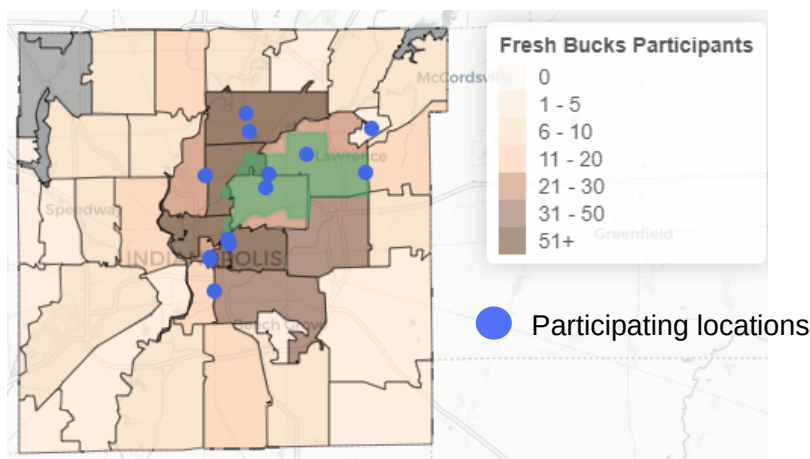 Fresh Bucks Participants
McCordsville
0
1 - 5
6 - 10
11 - 20
21 - 30
31 - 50
51+
Lawrence
Speedway
Greenfield
INDIANAPOLIS
Beech Grove
Participating locations